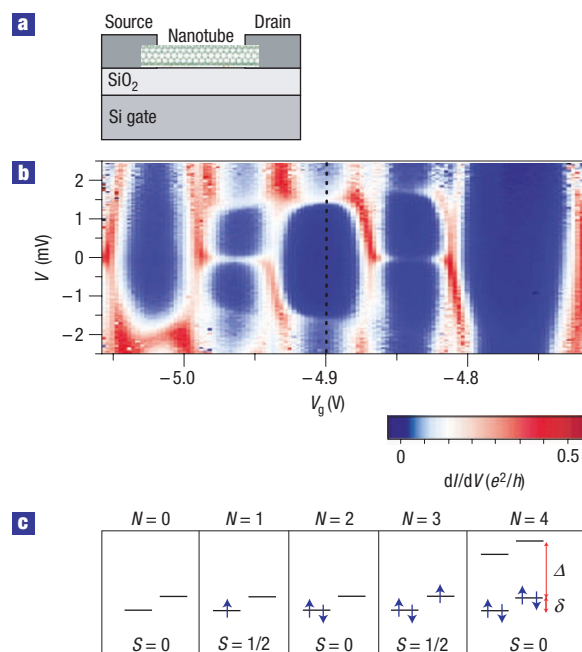 a
Source Nanotube Drain
SiO₂
Si gate
b
V (mV)
2
1
0
−1
−2
−5.0 −4.9 −4.8
Vg (V)
0 0.5
dI/dV (e²/h)
c
N = 0 N = 1 N = 2 N = 3 N = 4
Δ
δ
S = 0 S = 1/2 S = 0 S = 1/2 S = 0